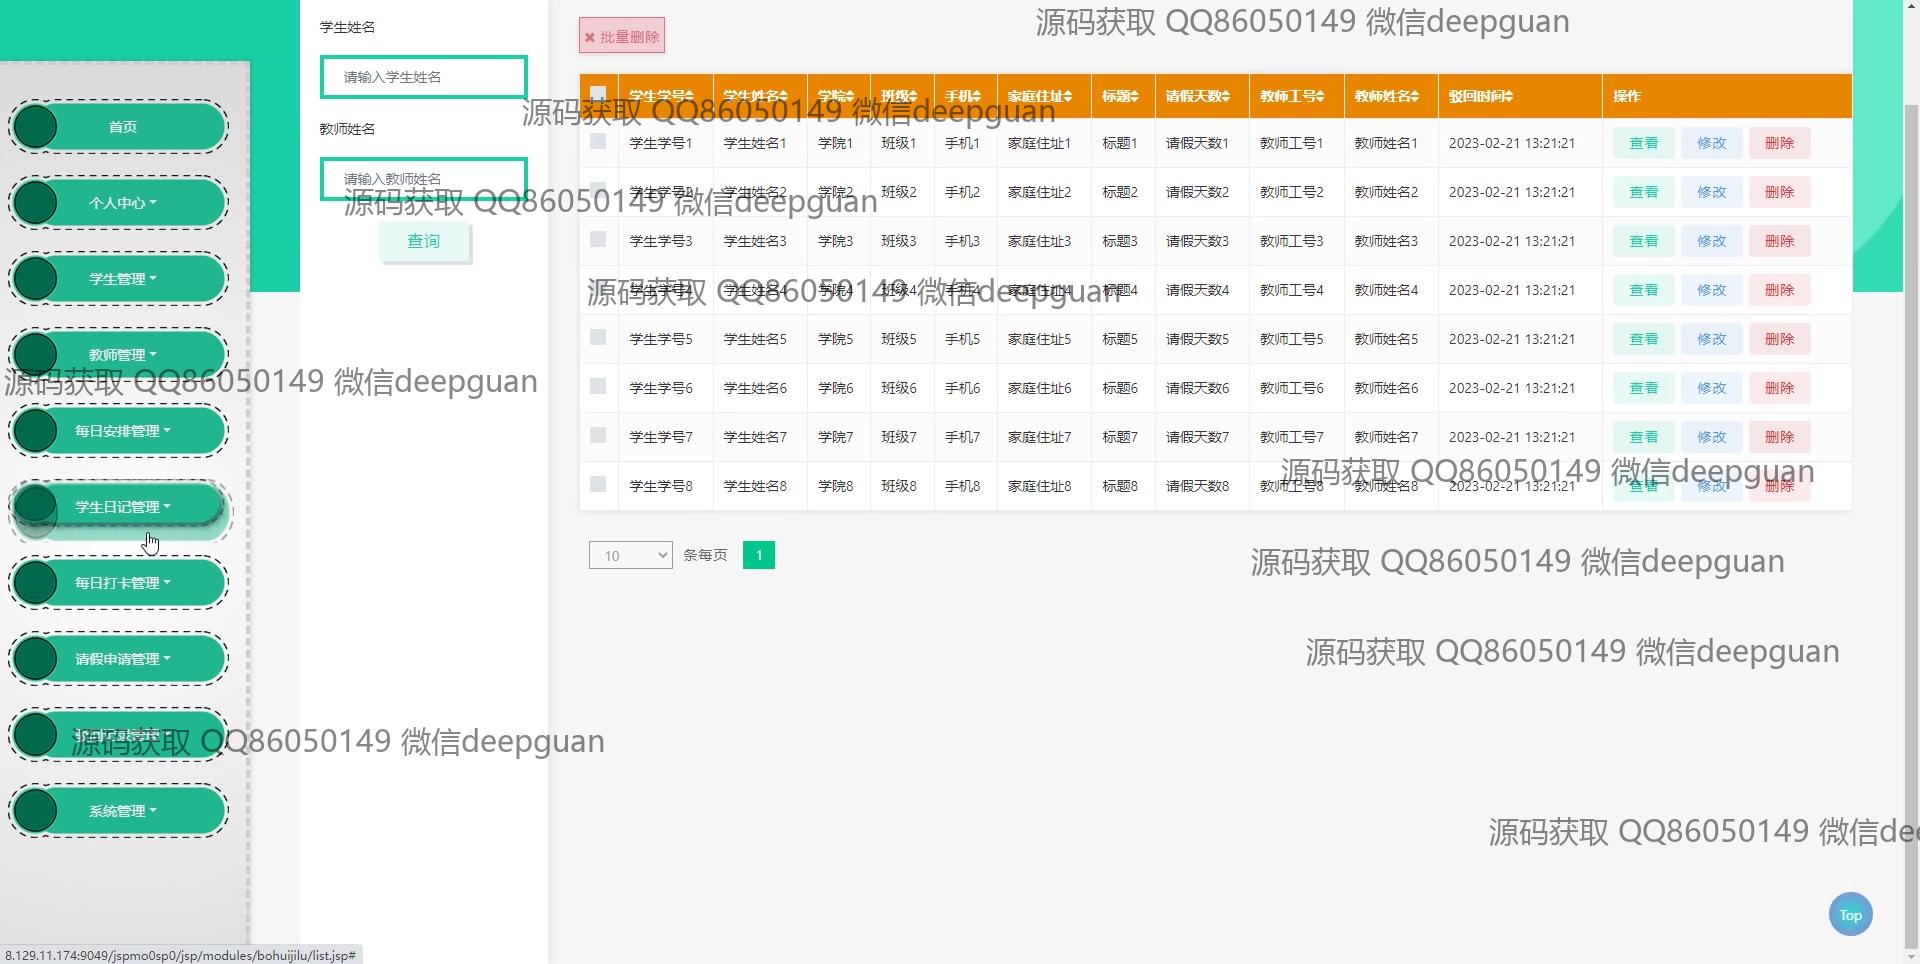 首页
个人中心
学生管理
教师管理
每日安排管理
学生日记管理
每日打卡管理
请假申请管理
系统管理
学生姓名
请输入学生姓名
教师姓名
请输入教师姓名
查询
批量删除
学生学号 学生姓名 学院 班级 手机 家庭住址 标题 请假天数 教师工号 教师姓名 驳回时间 操作
学生学号1 学生姓名1 学院1 班级1 手机1 家庭住址1 标题1 请假天数1 教师工号1 教师姓名1 2023-02-21 13:21:21 查看 修改 删除
学生学号2 学生姓名2 学院2 班级2 手机2 家庭住址2 标题2 请假天数2 教师工号2 教师姓名2 2023-02-21 13:21:21 查看 修改 删除
学生学号3 学生姓名3 学院3 班级3 手机3 家庭住址3 标题3 请假天数3 教师工号3 教师姓名3 2023-02-21 13:21:21 查看 修改 删除
学生学号4 学生姓名4 学院4 班级4 手机4 家庭住址4 标题4 请假天数4 教师工号4 教师姓名4 2023-02-21 13:21:21 查看 修改 删除
学生学号5 学生姓名5 学院5 班级5 手机5 家庭住址5 标题5 请假天数5 教师工号5 教师姓名5 2023-02-21 13:21:21 查看 修改 删除
学生学号6 学生姓名6 学院6 班级6 手机6 家庭住址6 标题6 请假天数6 教师工号6 教师姓名6 2023-02-21 13:21:21 查看 修改 删除
学生学号7 学生姓名7 学院7 班级7 手机7 家庭住址7 标题7 请假天数7 教师工号7 教师姓名7 2023-02-21 13:21:21 查看 修改 删除
学生学号8 学生姓名8 学院8 班级8 手机8 家庭住址8 标题8 请假天数8 教师工号8 教师姓名8 2023-02-21 13:21:21 查看 修改 删除
10 条每页 1
Top
8.129.11.174:9049/jspmo0sp0/jsp/modules/bohuijilu/list.jsp#
源码获取 QQ86050149 微信deepguan
源码获取 QQ86050149 微信deepguan
源码获取 QQ86050149 微信deepguan
源码获取 QQ86050149 微信deepguan
源码获取 QQ86050149 微信deepguan
源码获取 QQ86050149 微信deepguan
源码获取 QQ86050149 微信deepguan
源码获取 QQ86050149 微信deepguan
源码获取 QQ86050149 微信deepguan
源码获取 QQ86050149 微信dee